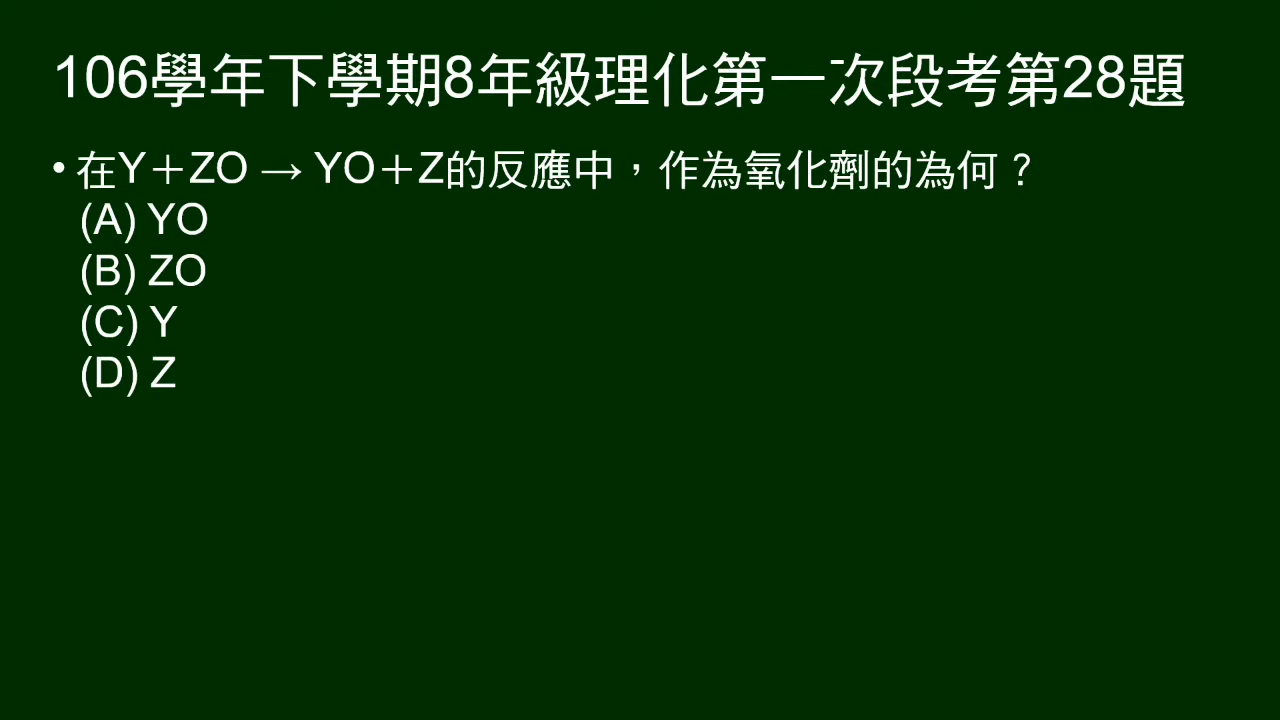 106學年下學期8年級理化第一次段考第28題
• 在Y＋ZO → YO＋Z的反應中，作為氧化劑的為何？
(A) YO
(B) ZO
(C) Y
(D) Z